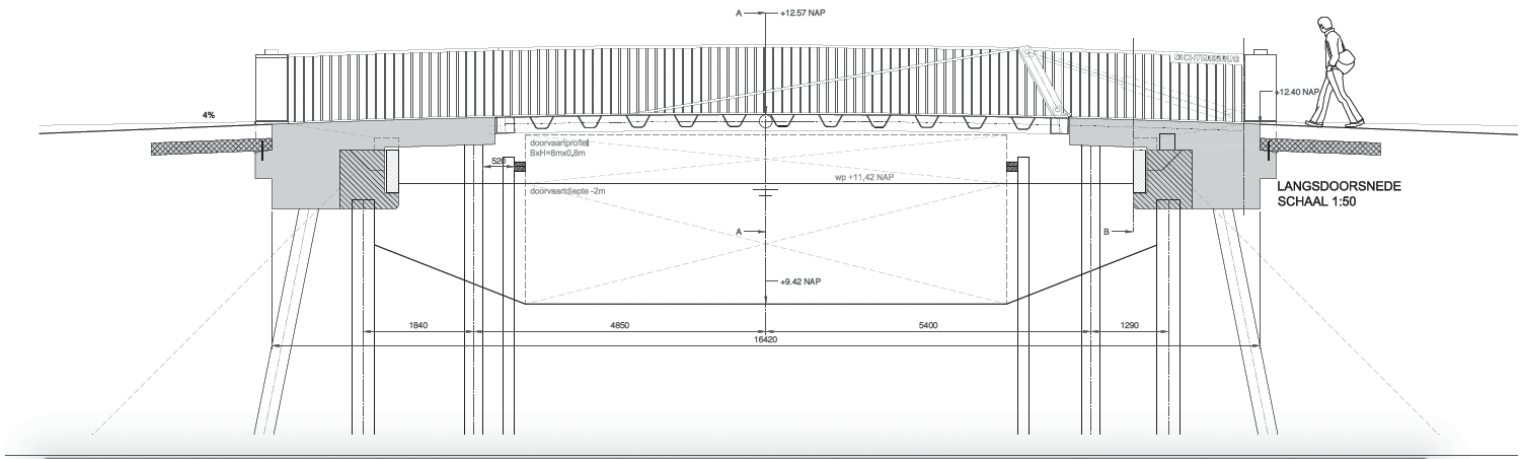 A
+12.57 NAP
+12.40 NAP
4%
doorvaartprofiel
BxH=8mx0,8m
520
wp +11,42 NAP
doorvaartdiepte -2m
LANGSDOORSNEDE
SCHAAL 1:50
A
B
+9.42 NAP
1840
4850
5400
1290
16420